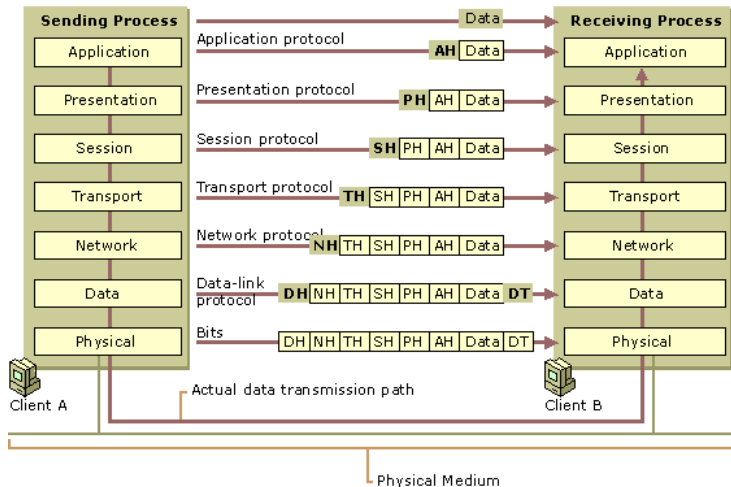 Sending Process
Data
Receiving Process
Application
Application protocol
AH Data
Application
Presentation
Presentation protocol
PH AH Data
Presentation
Session
Session protocol
SH PH AH Data
Session
Transport
Transport protocol
TH SH PH AH Data
Transport
Network
Network protocol
NH TH SH PH AH Data
Network
Data
Data-link
protocol
DH NH TH SH PH AH Data DT
Data
Physical
Bits
DH NH TH SH PH AH Data DT
Physical
Client A
Actual data transmission path
Client B
Physical Medium